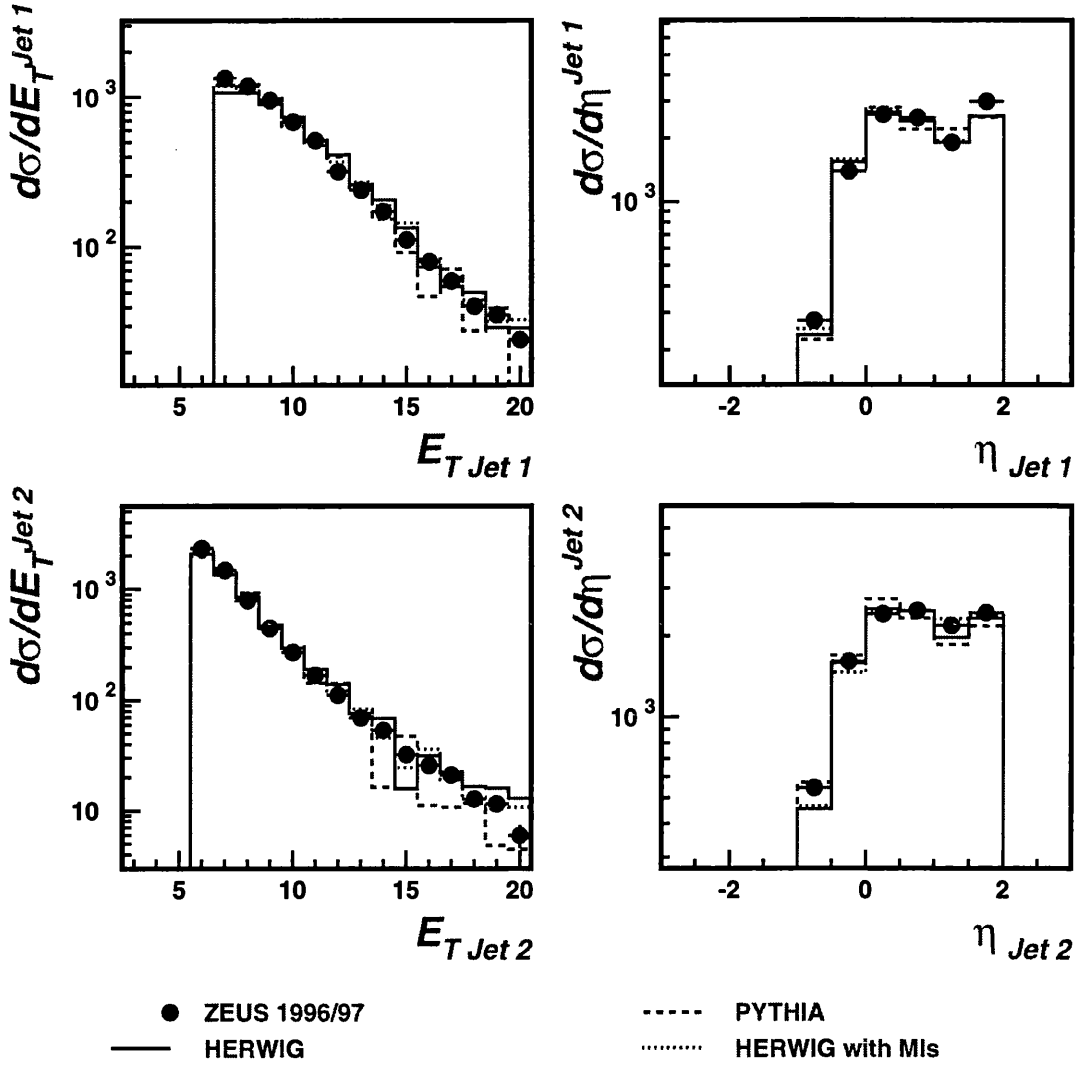 dσ/dE_T^Jet 1
10^3
10^2
5 10 15 20
E_T Jet 1
dσ/dη^Jet 1
10^3
-2 0 2
η Jet 1
dσ/dE_T^Jet 2
10^3
10^2
10
5 10 15 20
E_T Jet 2
dσ/dη^Jet 2
10^3
-2 0 2
η Jet 2
ZEUS 1996/97
PYTHIA
HERWIG
HERWIG with MIs